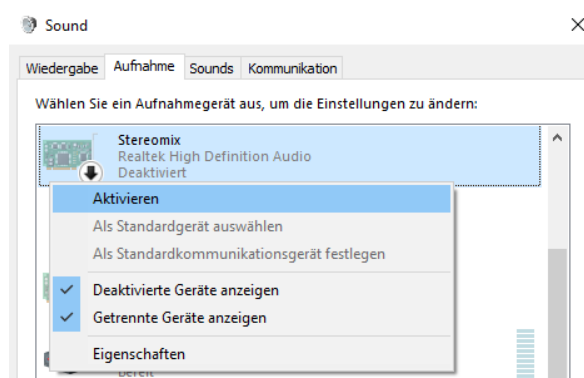 Sound
Wiedergabe Aufnahme Sounds Kommunikation
Wählen Sie ein Aufnahmegerät aus, um die Einstellungen zu ändern:
Stereomix
Realtek High Definition Audio
Deaktiviert
Aktivieren
Als Standardgerät auswählen
Als Standardkommunikationsgerät festlegen
Deaktivierte Geräte anzeigen
Getrennte Geräte anzeigen
Eigenschaften
Bereit